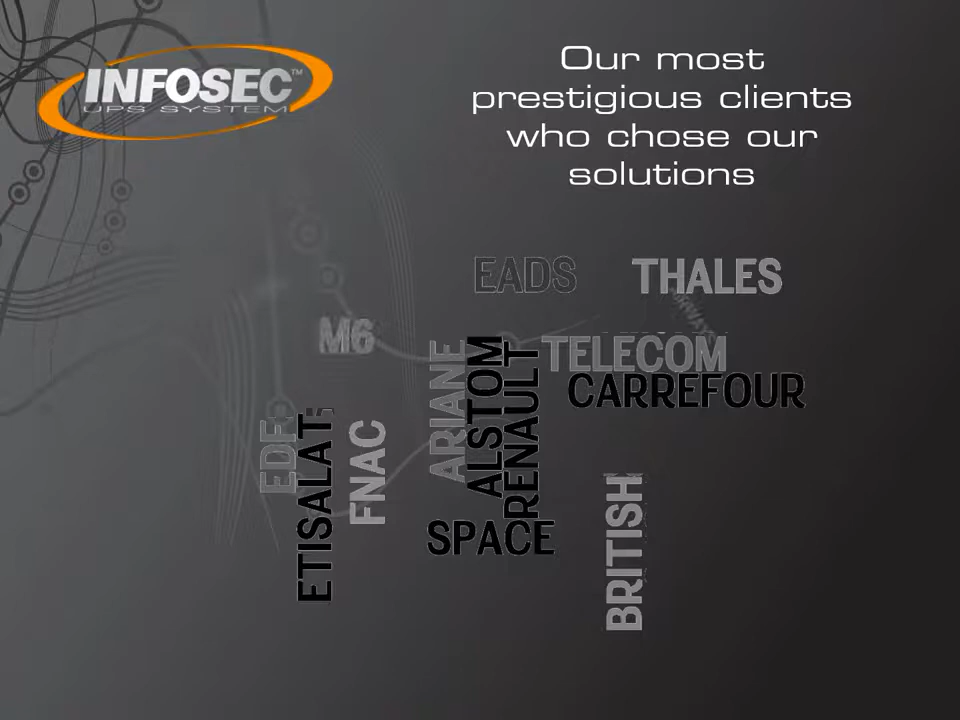 INFOSEC™
UPS SYSTEM
Our most
prestigious clients
who chose our
solutions
EADS
THALES
M6
ARIANE
ALSTOM
RENAULT
TELECOM
CARREFOUR
EDF
ETISALAT
FNAC
SPACE
BRITISH